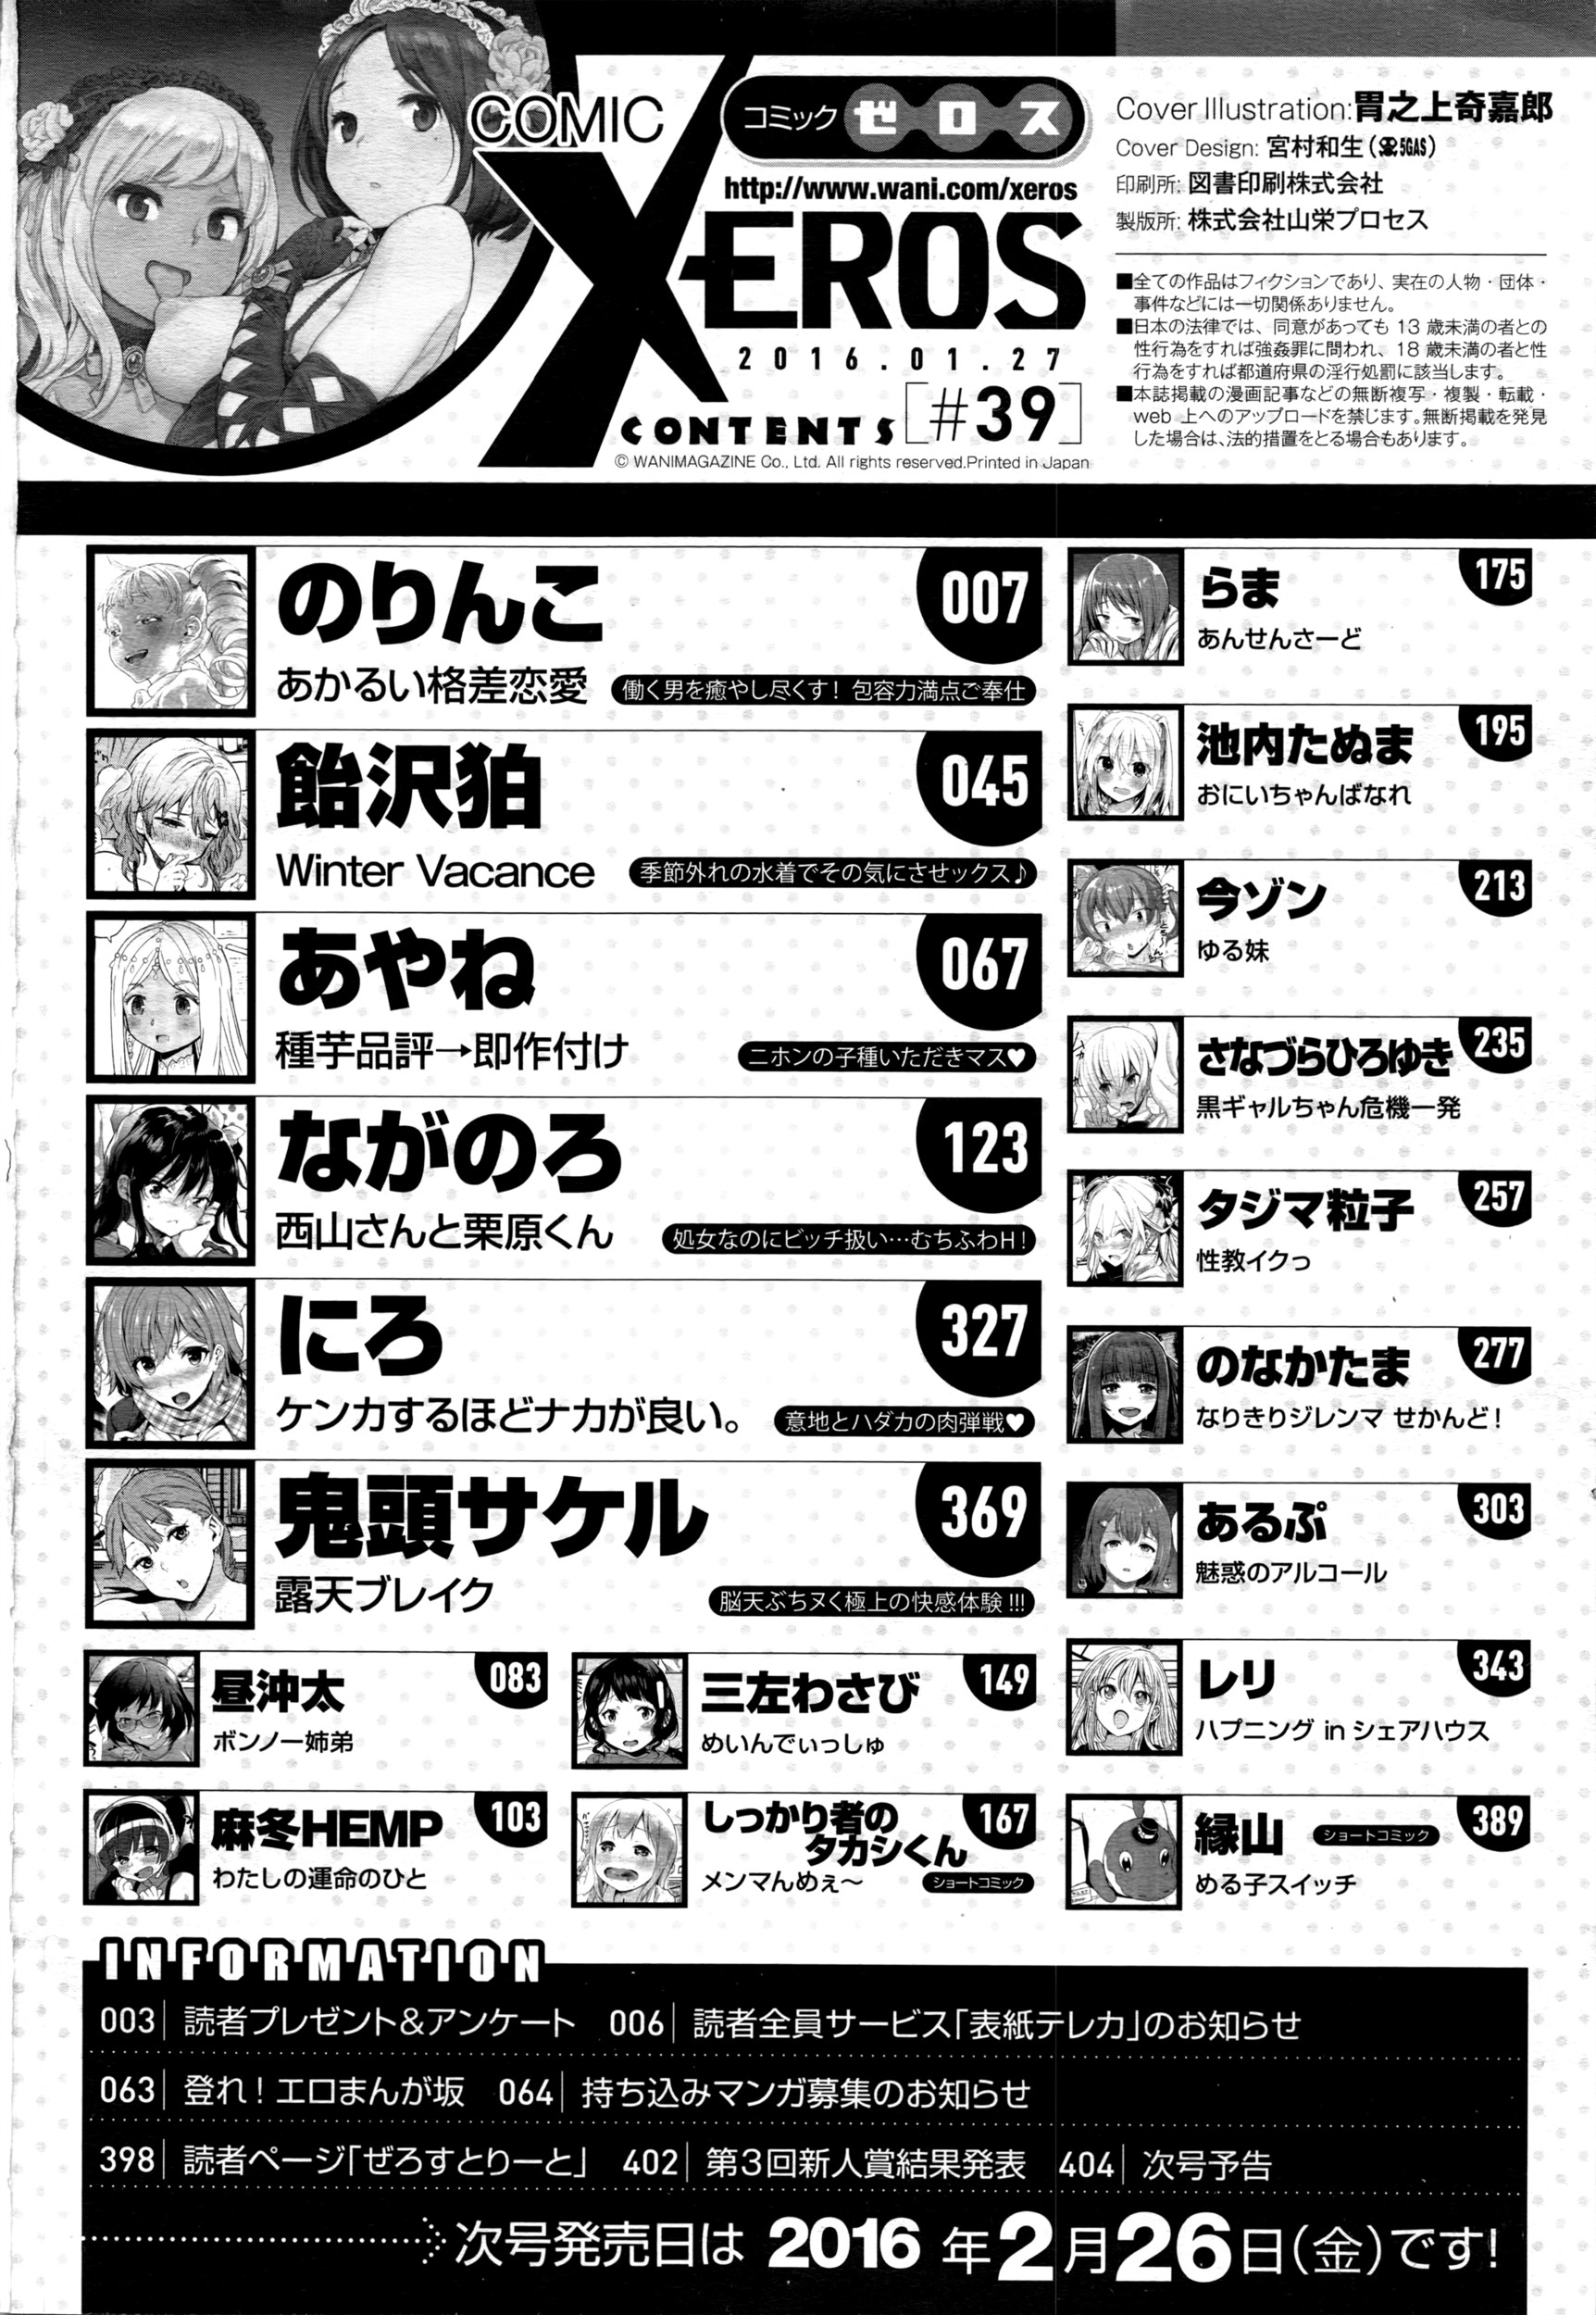 COMIC
コミック ゼロス
http://www.wani.com/xeros
XEROS
2016.01.27
CONTENTS [#39]
© WANIMAGAZINE Co., Ltd. All rights reserved.Printed in Japan
Cover Illustration:胃之上奇嘉郎
Cover Design: 宮村和生(5GAS)
印刷所: 図書印刷株式会社
製版所: 株式会社山栄プロセス
■全ての作品はフィクションであり、実在の人物・団体・
事件などには一切関係ありません。
■日本の法律では、同意があっても 13 歳未満の者との
性行為をすれば強姦罪に問われ、18 歳未満の者と性
行為をすれば都道府県の淫行処罰に該当します。
■本誌掲載の漫画記事などの無断複写・複製・転載・
web 上へのアップロードを禁じます。無断掲載を発見
した場合は、法的措置をとる場合もあります。
のりんこ 007
あかるい格差恋愛 働く男を癒やし尽くす! 包容力満点ご奉仕
飴沢狛 045
Winter Vacance 季節外れの水着でその気にさせックス♪
あやね 067
種芋品評→即作付け ニホンの子種いただきマス♥
ながのろ 123
西山さんと栗原くん 処女なのにビッチ扱い…むちふわH!
にろ 327
ケンカするほどナカが良い。 意地とハダカの肉弾戦♥
鬼頭サケル 369
露天ブレイク 脳天ぶちヌく極上の快感体験!!!
昼沖太 083
ボンノー姉弟
三左わさび 149
めいんでぃっしゅ
麻冬HEMP 103
わたしの運命のひと
しっかり者の
タカシくん 167
メンマんめぇ～ ショートコミック
らま 175
あんせんさーど
池内たぬま 195
おにいちゃんばなれ
今ゾン 213
ゆる妹
さなづらひろゆき 235
黒ギャルちゃん危機一発
タジマ粒子 257
性教イクっ
のなかたま 277
なりきりジレンマ せかんど!
あるぷ 303
魅惑のアルコール
レリ 343
ハプニング in シェアハウス
縁山 ショートコミック 389
める子スイッチ
INFORMATION
003| 読者プレゼント&アンケート 006| 読者全員サービス「表紙テレカ」のお知らせ
063| 登れ!エロまんが坂 064| 持ち込みマンガ募集のお知らせ
398| 読者ページ「ぜろすとりーと」 402| 第3回新人賞結果発表 404| 次号予告
次号発売日は 2016 年2月26日(金)です!